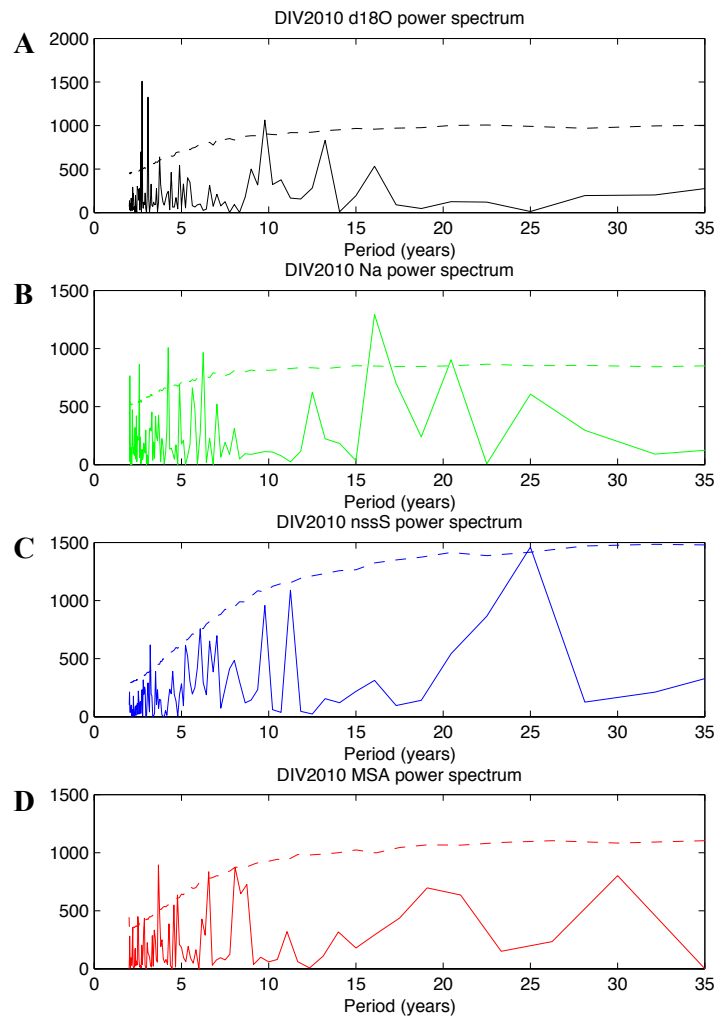 DIV2010 d18O power spectrum
A
2000
1500
1000
500
0
0 5 10 15 20 25 30 35
Period (years)
DIV2010 Na power spectrum
B
1500
1000
500
0
0 5 10 15 20 25 30 35
Period (years)
DIV2010 nssS power spectrum
C
1500
1000
500
0
0 5 10 15 20 25 30 35
Period (years)
DIV2010 MSA power spectrum
D
1500
1000
500
0
0 5 10 15 20 25 30 35
Period (years)